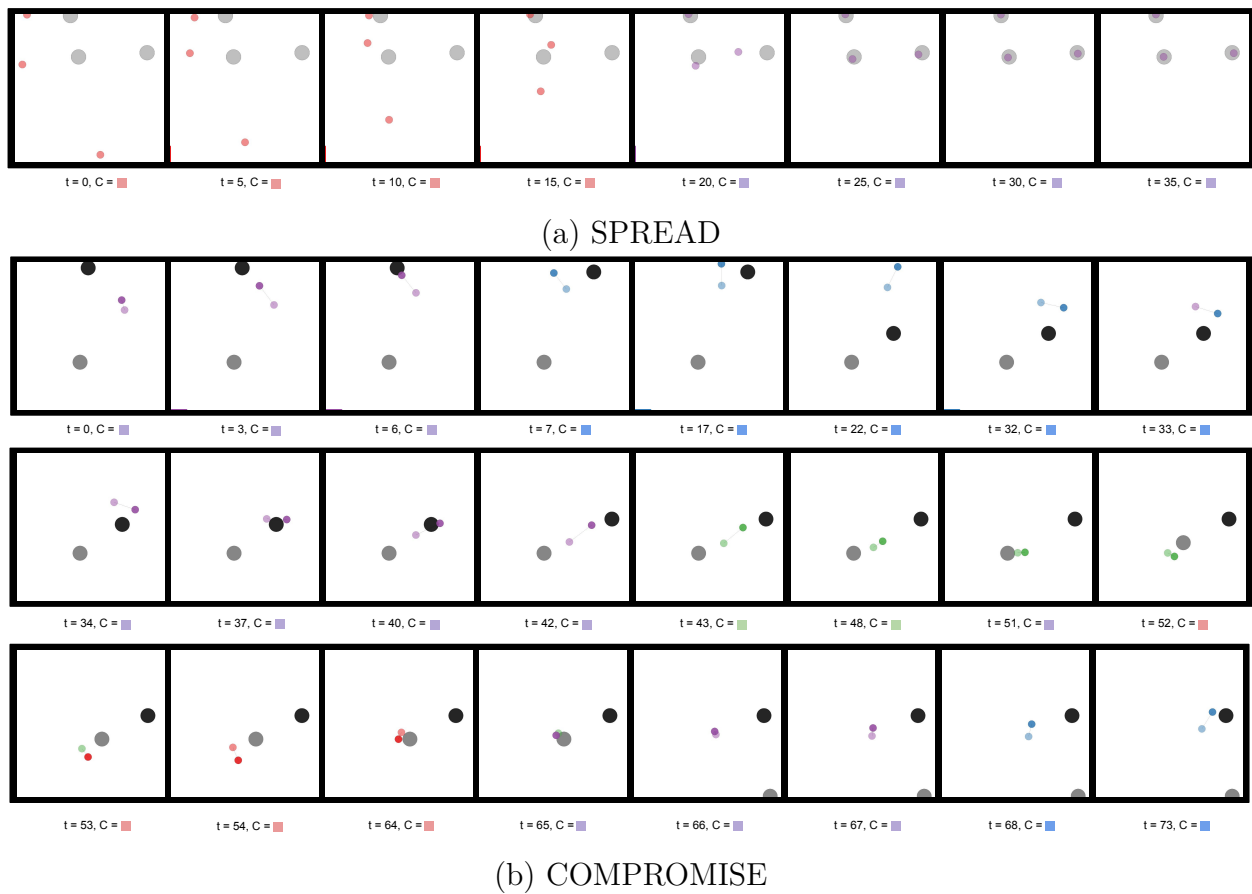 t = 0, C = t = 5, C = t = 10, C = t = 15, C = t = 20, C = t = 25, C = t = 30, C = t = 35, C =
(a) SPREAD
t = 0, C = t = 3, C = t = 6, C = t = 7, C = t = 17, C = t = 22, C = t = 32, C = t = 33, C =
t = 34, C = t = 37, C = t = 40, C = t = 42, C = t = 43, C = t = 48, C = t = 51, C = t = 52, C =
t = 53, C = t = 54, C = t = 64, C = t = 65, C = t = 66, C = t = 67, C = t = 68, C = t = 73, C =
(b) COMPROMISE